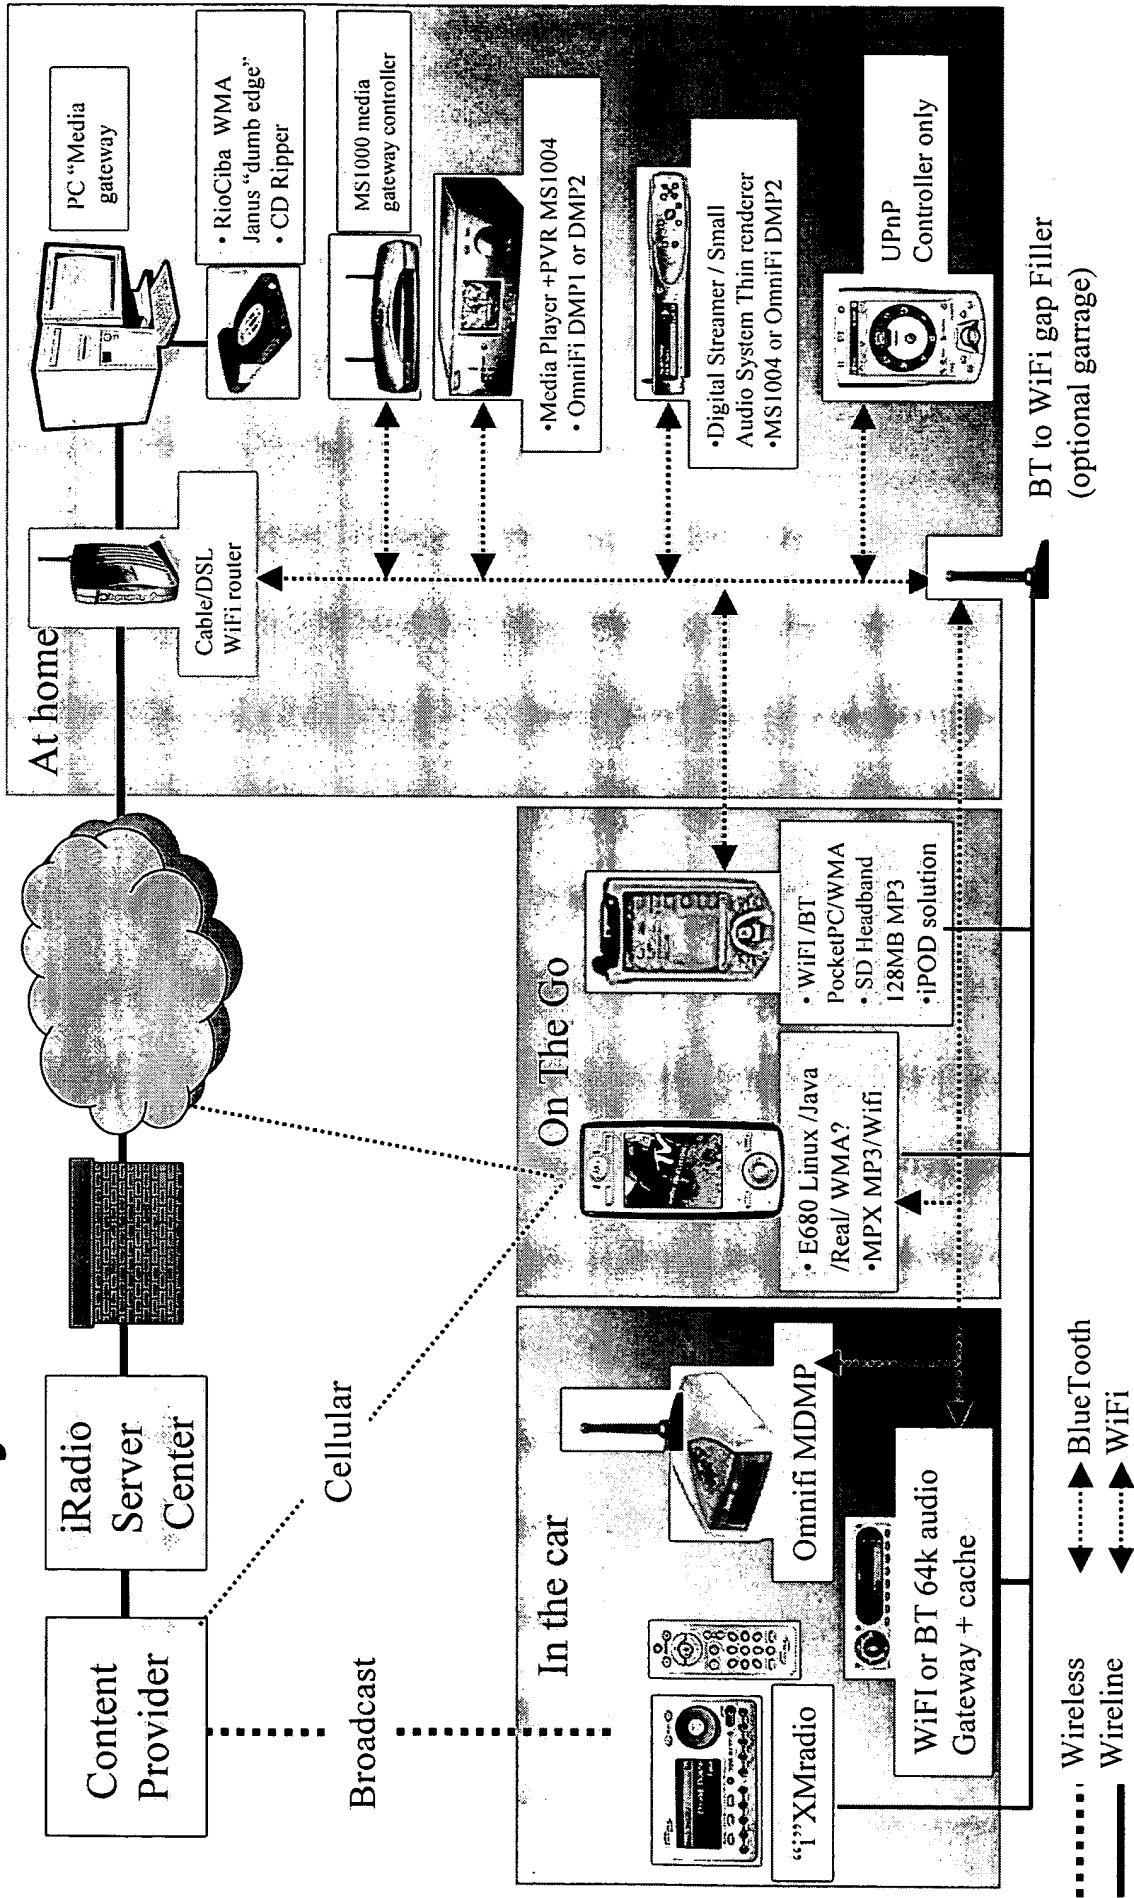 Content
Provider
iRadio
Server
Center
Broadcast
Cellular
At home
Cable/DSL
WiFi router
PC “Media
gateway
• RioCiba WMA
Janus “dumb edge”
• CD Ripper
MS1000 media
gateway controller
•Media Player +PVR MS1004
• OmniFi DMP1 or DMP2
•Digital Streamer / Small
Audio System Thin renderer
•MS1004 or OmniFi DMP2
UPnP
Controller only
BT to WiFi gap Filler
(optional garrage)
On The Go
• E680 Linux /Java
/Real/ WMA?
•MPX MP3/Wifi
• WiFI /BT
PocketPC/WMA
• SD Headband
128MB MP3
•iPOD solution
In the car
“i”XMradio
Omnifi MDMP
WiFI or BT 64k audio
Gateway + cache
Wireless
Wireline
BlueTooth
WiFi